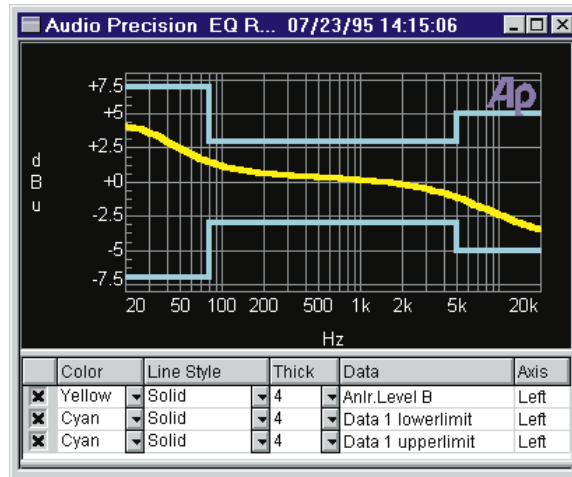 Audio Precision EQ R... 07/23/95 14:15:06
Ap
+7.5
+5
+2.5
+0
-2.5
-5
-7.5
d
B
u
20 50 100 200 500 1k 2k 5k 20k
Hz
Color Line Style Thick Data Axis
Yellow Solid 4 Anlr.Level B Left
Cyan Solid 4 Data 1 lowerlimit Left
Cyan Solid 4 Data 1 upperlimit Left